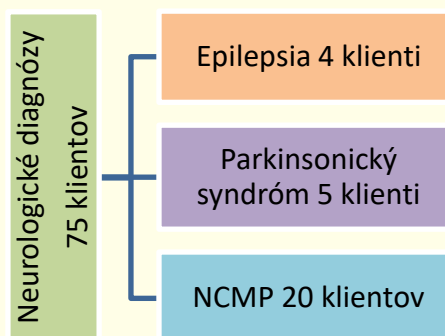 Neurologické diagnózy
75 klientov
Epilepsia 4 klienti
Parkinsonický
syndróm 5 klienti
NCMP 20 klientov